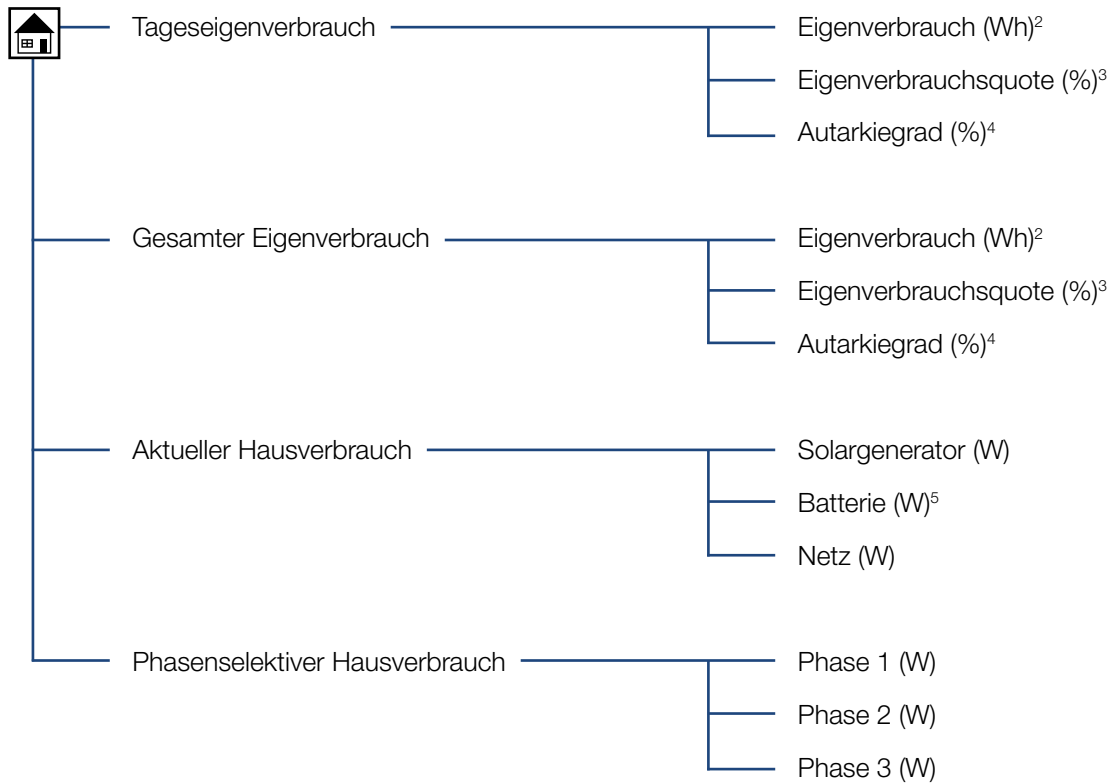 Tageseigenverbrauch Eigenverbrauch (Wh)²
Eigenverbrauchsquote (%)³
Autarkiegrad (%)⁴
Gesamter Eigenverbrauch Eigenverbrauch (Wh)²
Eigenverbrauchsquote (%)³
Autarkiegrad (%)⁴
Aktueller Hausverbrauch Solargenerator (W)
Batterie (W)⁵
Netz (W)
Phasenselektiver Hausverbrauch Phase 1 (W)
Phase 2 (W)
Phase 3 (W)